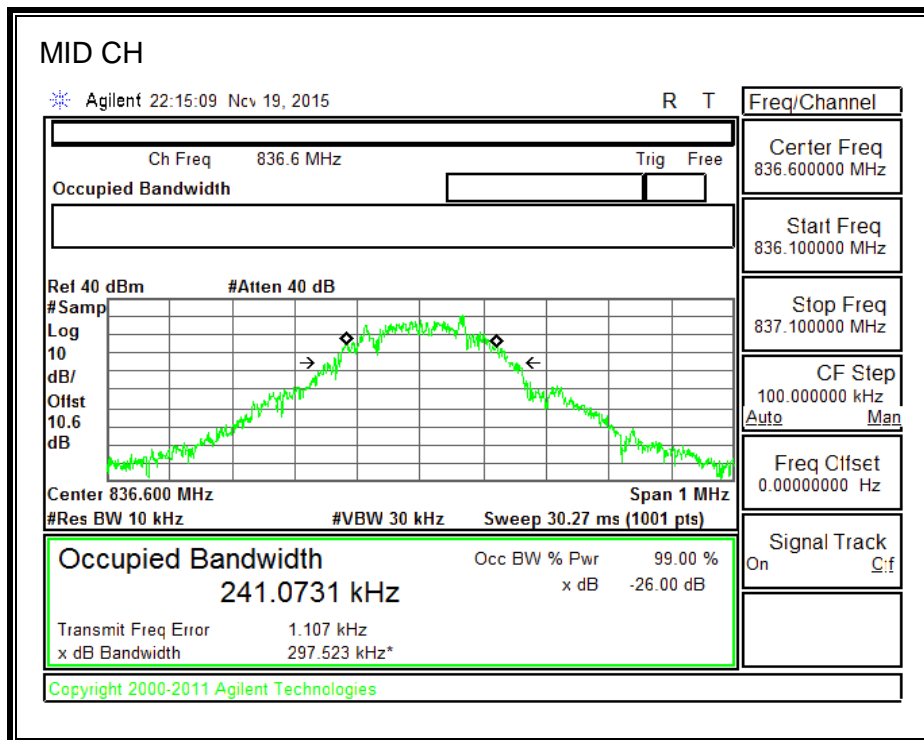 MID CH
Agilent 22:15:09 Nov 19, 2015 R T
Freq/Channel
Ch Freq 836.6 MHz Trig Free
Occupied Bandwidth
Center Freq
836.600000 MHz
Start Freq
836.100000 MHz
Stop Freq
837.100000 MHz
CF Step
100.000000 kHz
Auto Man
Freq Offset
0.00000000 Hz
Signal Track
On Off
Ref 40 dBm #Atten 40 dB
#Samp
Log
10
dB/
Offst
10.6
dB
Center 836.600 MHz Span 1 MHz
#Res BW 10 kHz #VBW 30 kHz Sweep 30.27 ms (1001 pts)
Occupied Bandwidth Occ BW % Pwr 99.00 %
241.0731 kHz x dB -26.00 dB
Transmit Freq Error 1.107 kHz
x dB Bandwidth 297.523 kHz*
Copyright 2000-2011 Agilent Technologies